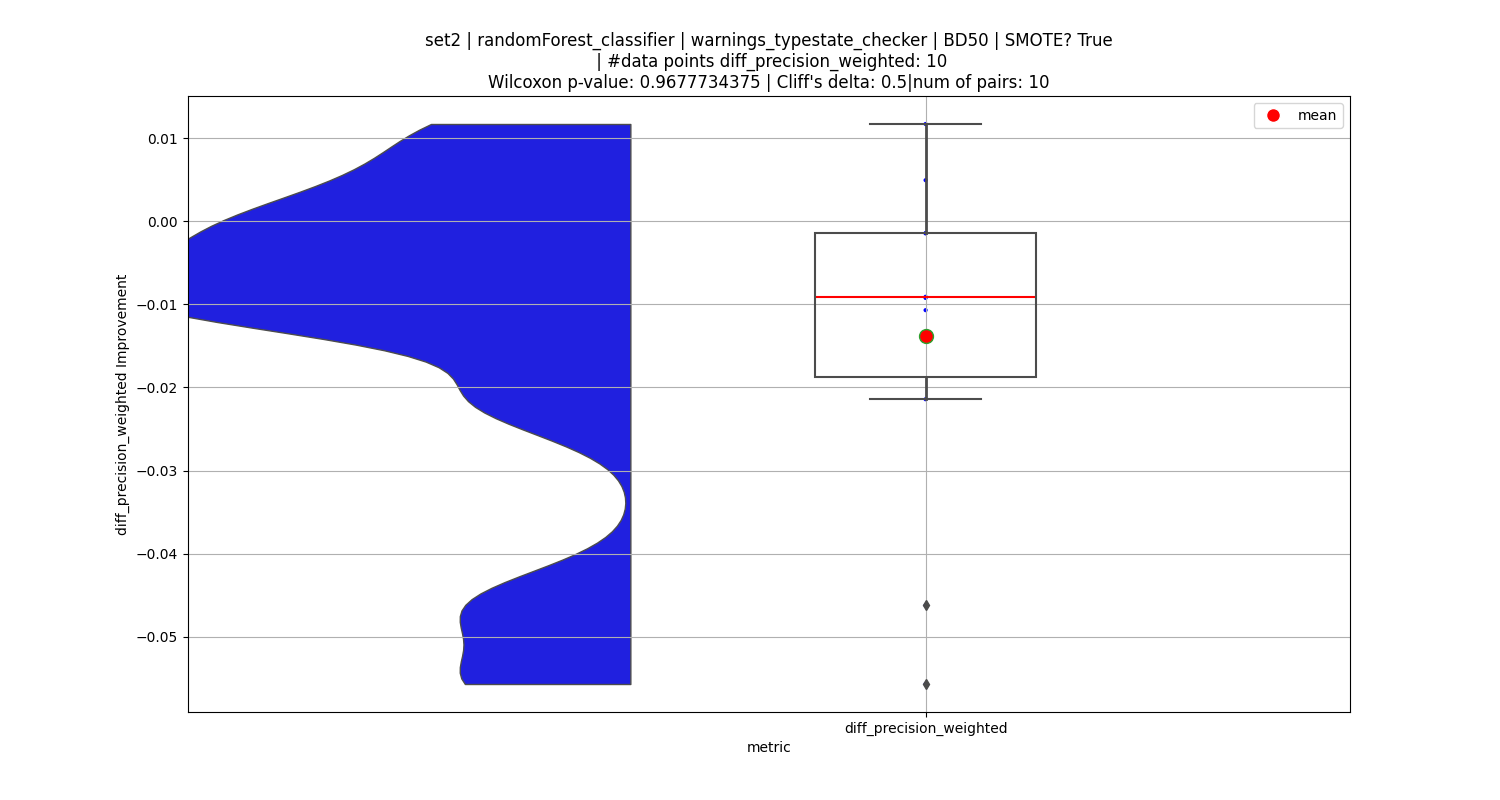 set2 | randomForest_classifier | warnings_typestate_checker | BD50 | SMOTE? True
| #data points diff_precision_weighted: 10
Wilcoxon p-value: 0.9677734375 | Cliff's delta: 0.5|num of pairs: 10
mean
0.01
0.00
−0.01
−0.02
−0.03
−0.04
−0.05
diff_precision_weighted Improvement
diff_precision_weighted
metric